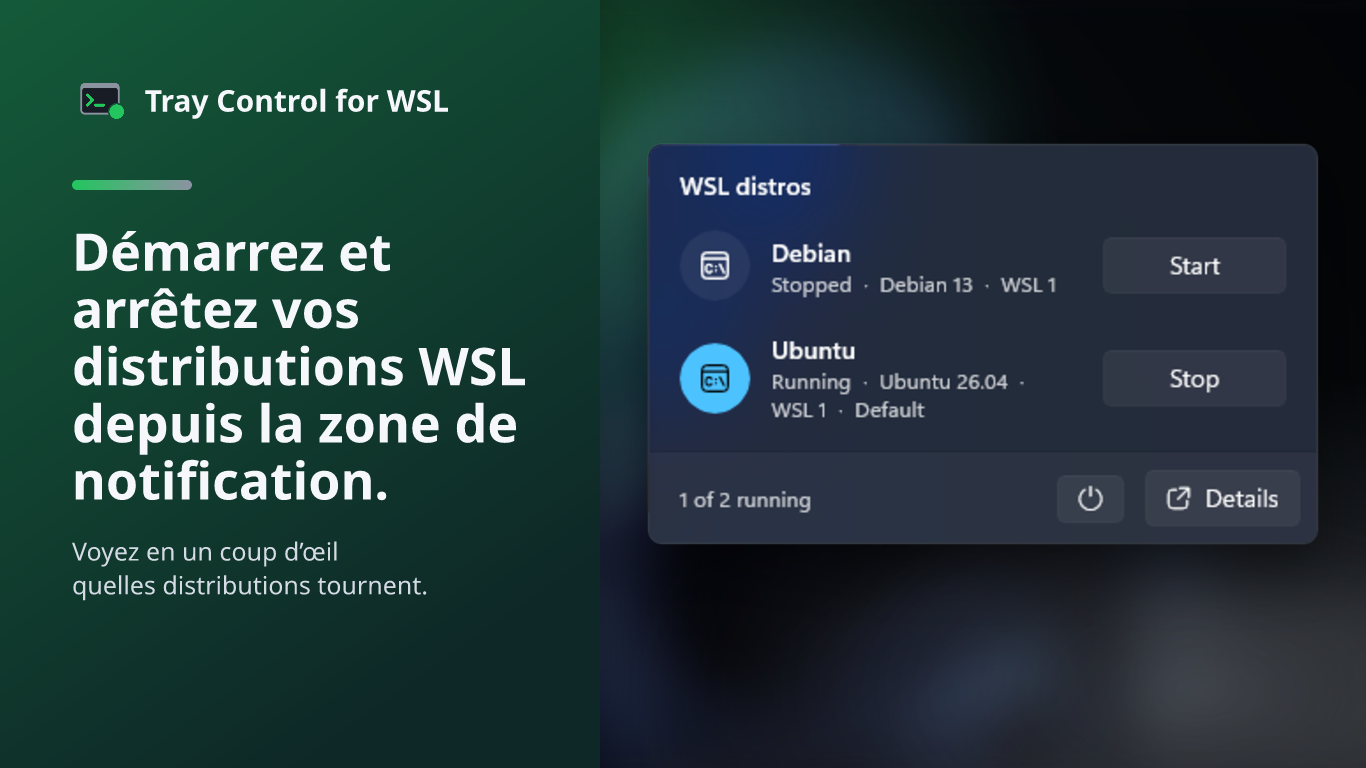 Tray Control for WSL
Démarrez et
arrêtez vos
distributions WSL
depuis la zone de
notification.
Voyez en un coup d’œil
quelles distributions tournent.
WSL distros
C:\
Debian
Stopped · Debian 13 · WSL 1
Start
C:\
Ubuntu
Running · Ubuntu 26.04 ·
WSL 1 · Default
Stop
1 of 2 running
Details